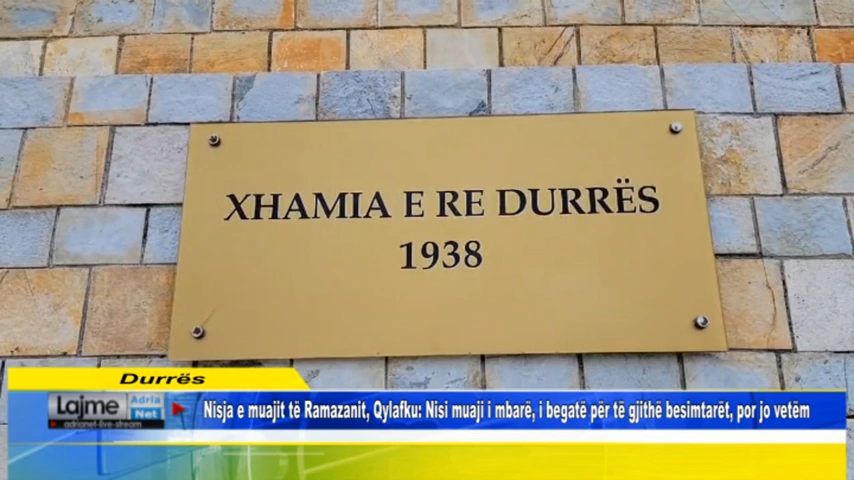 XHAMIA E RE DURRËS
1938
Durrës
Lajme Adria Net
adrianet-live-stream
Nisja e muajit të Ramazanit, Qylafku: Nisi muaji i mbarë, i begatë për të gjithë besimtarët, por jo vetëm